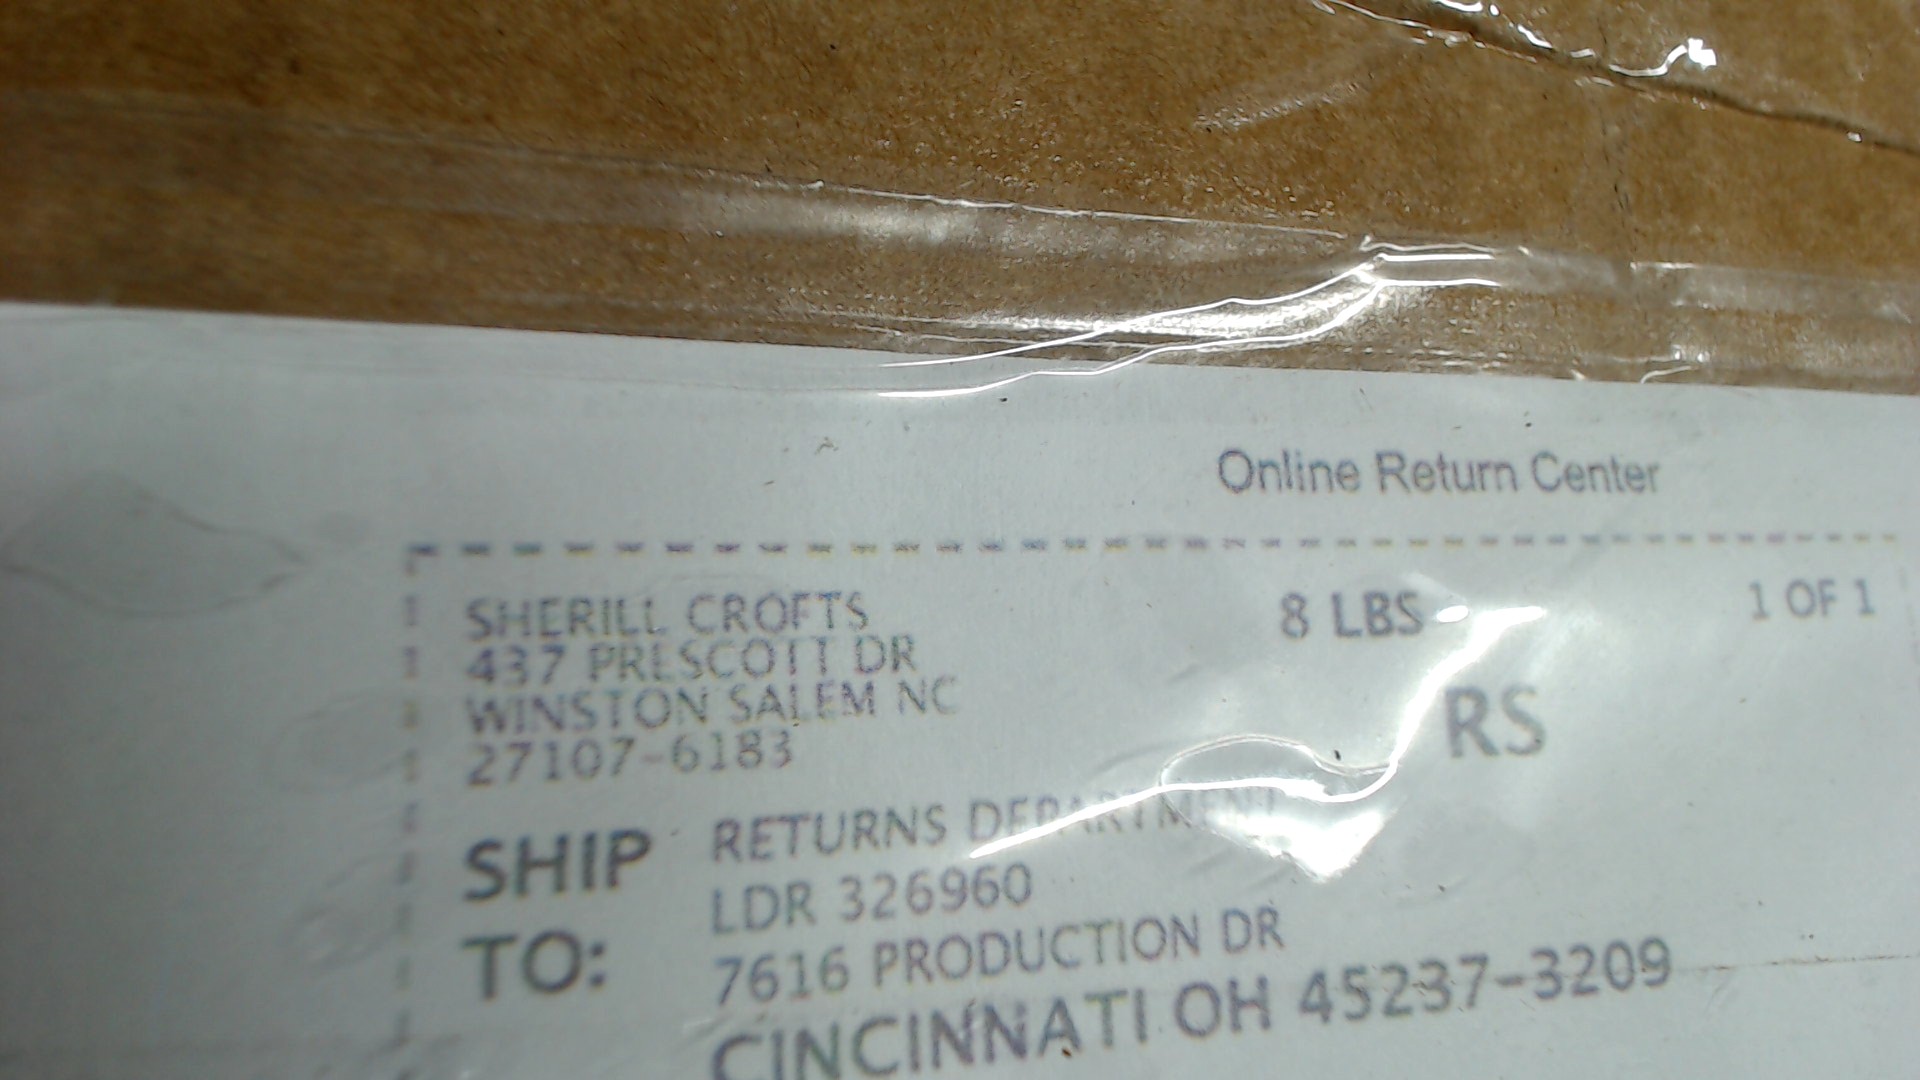 Online Return Center
SHERILL CROFTS 8 LBS 1 OF 1
437 PRESCOTT DR
WINSTON SALEM NC
27107-6183
RS
SHIP TO:
RETURNS DEPARTMENT
LDR 326960
7616 PRODUCTION DR
CINCINNATI OH 45237-3209